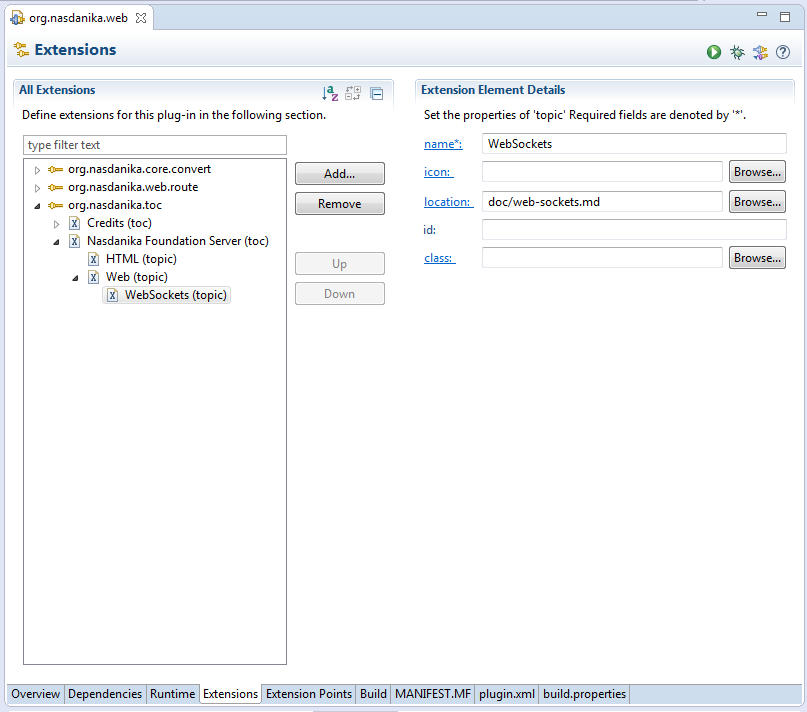 org.nasdanika.web
Extensions
All Extensions
Define extensions for this plug-in in the following section.
type filter text
org.nasdanika.core.convert
org.nasdanika.web.route
org.nasdanika.toc
Credits (toc)
Nasdanika Foundation Server (toc)
HTML (topic)
Web (topic)
WebSockets (topic)
Add...
Remove
Up
Down
Extension Element Details
Set the properties of 'topic' Required fields are denoted by '*'.
name*: WebSockets
icon: Browse...
location: doc/web-sockets.md Browse...
id:
class: Browse...
Overview Dependencies Runtime Extensions Extension Points Build MANIFEST.MF plugin.xml build.properties